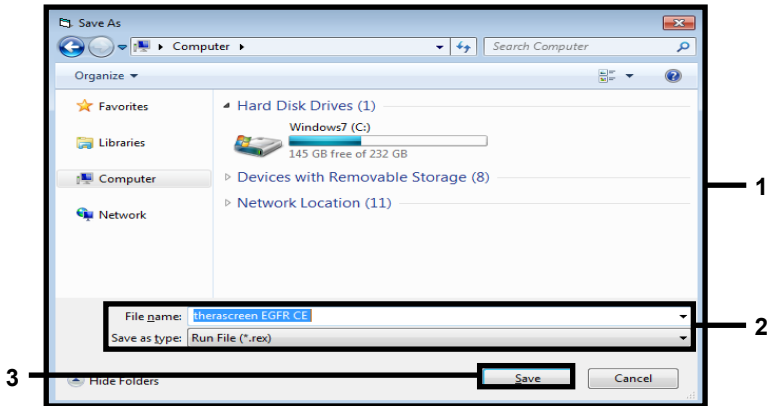 Save As
Computer
Search Computer
Organize
Favorites
Hard Disk Drives (1)
Windows7 (C:)
Libraries
145 GB free of 232 GB
Computer
Devices with Removable Storage (8)
1
Network
Network Location (11)
File name: therascreen EGFR CE
2
Save as type: Run File (*.rex)
3
Hide Folders
Save
Cancel